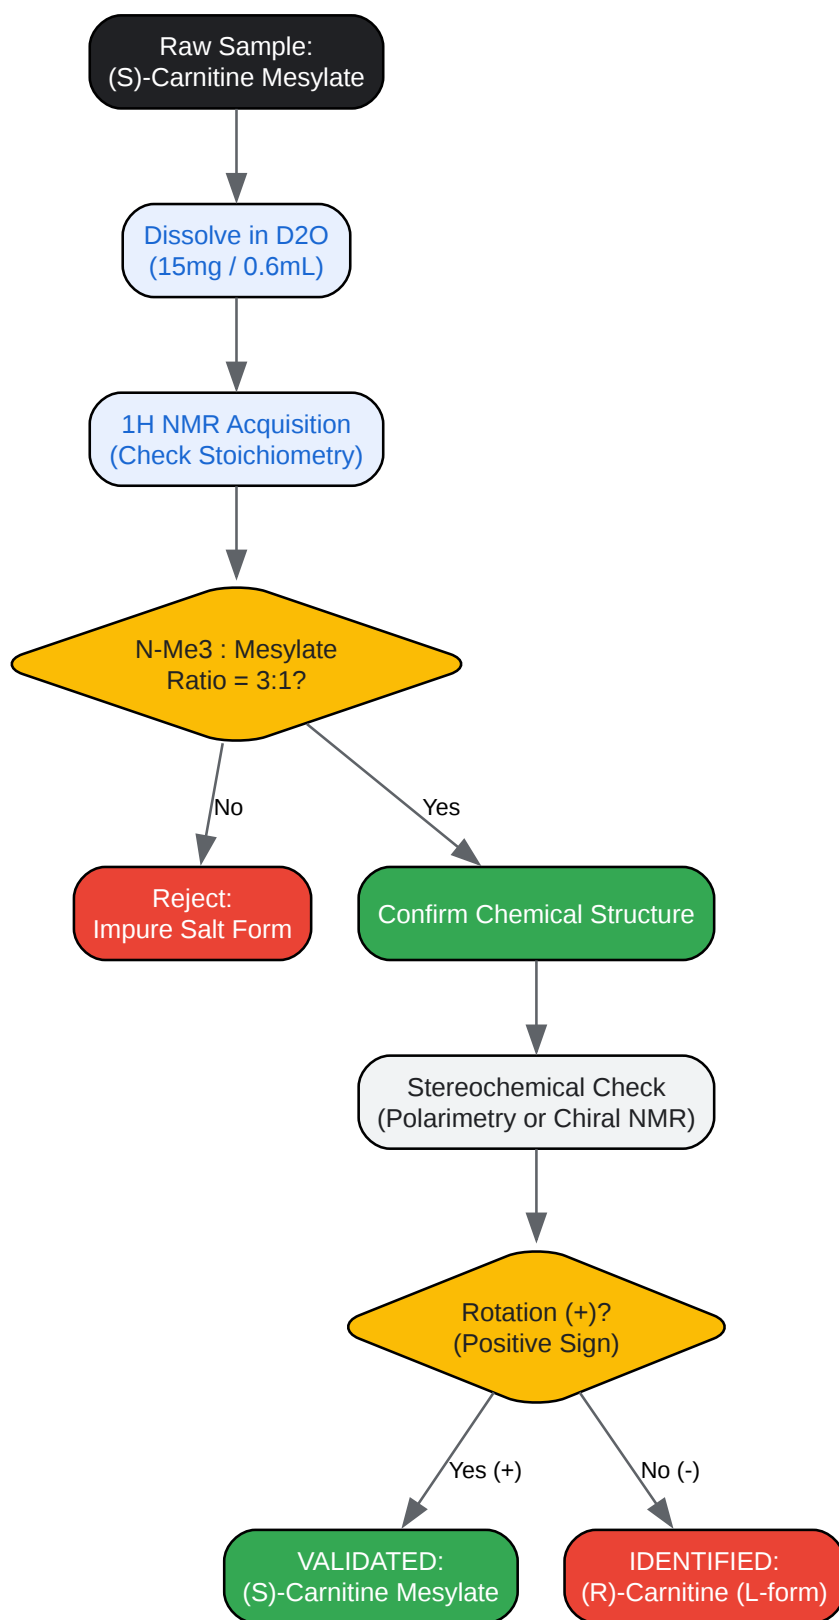 Raw Sample:
(S)-Carnitine Mesylate
Dissolve in D2O
(15mg / 0.6mL)
1H NMR Acquisition
(Check Stoichiometry)
N-Me3 : Mesylate
Ratio = 3:1?
No
Yes
Reject:
Impure Salt Form
Confirm Chemical Structure
Stereochemical Check
(Polarimetry or Chiral NMR)
Rotation (+)?
(Positive Sign)
Yes (+)
No (-)
VALIDATED:
(S)-Carnitine Mesylate
IDENTIFIED:
(R)-Carnitine (L-form)